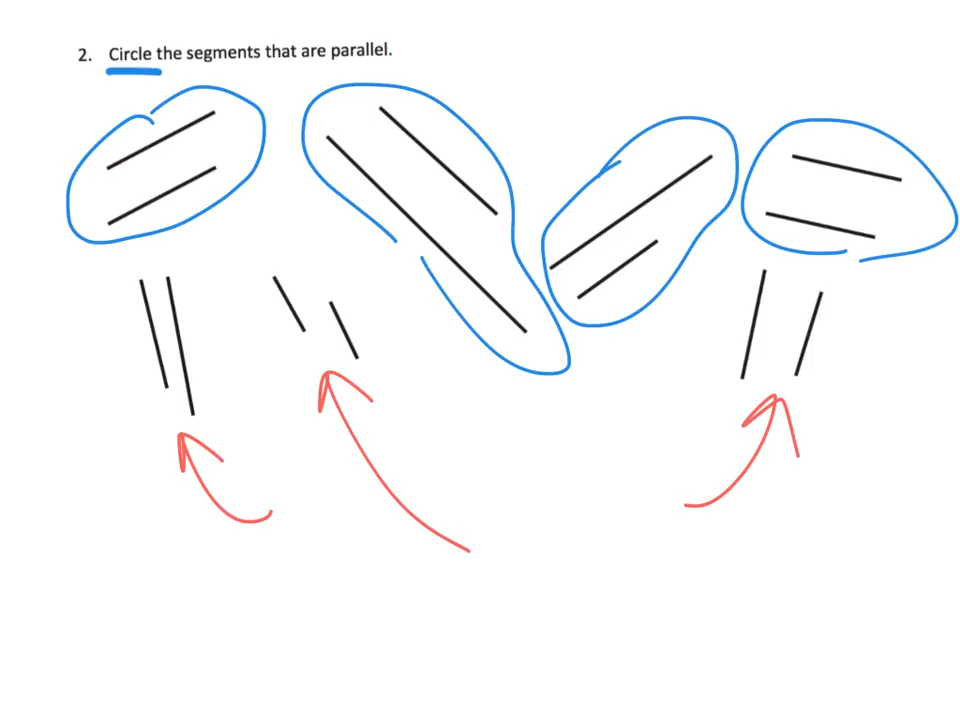 2. Circle the segments that are parallel.